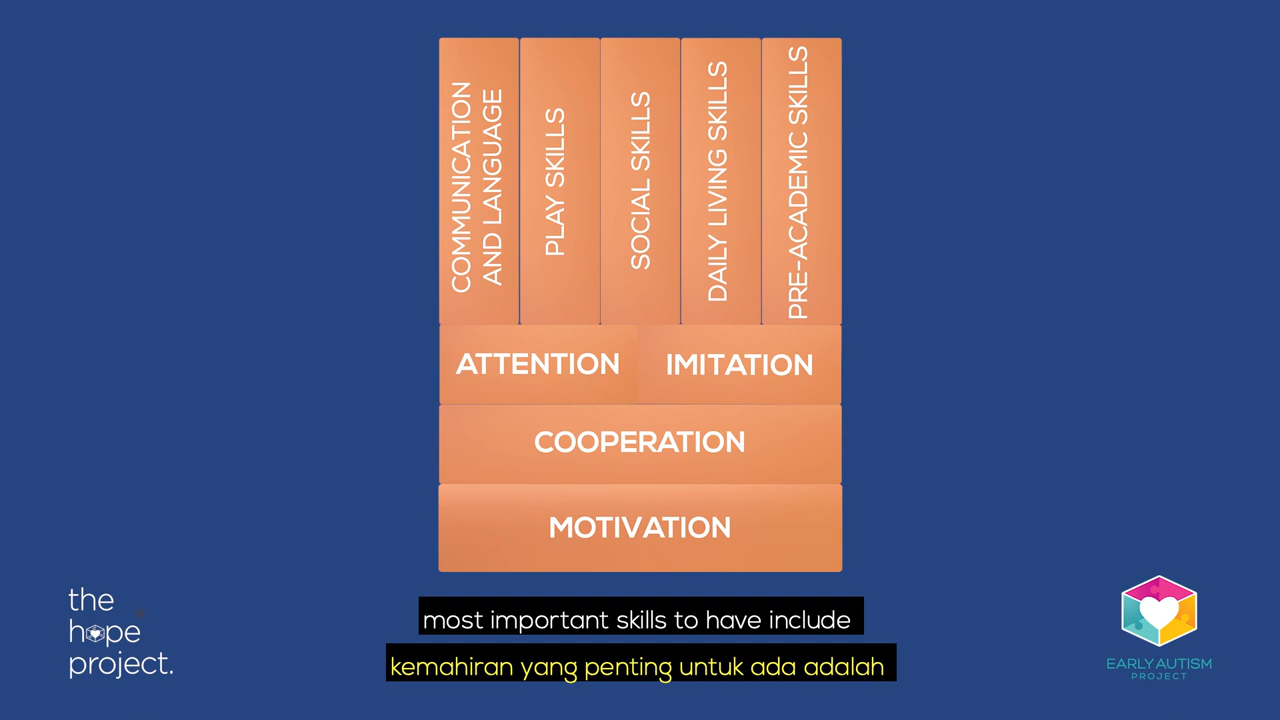 COMMUNICATION
AND LANGUAGE
PLAY SKILLS
SOCIAL SKILLS
DAILY LIVING SKILLS
PRE-ACADEMIC SKILLS
ATTENTION
IMITATION
COOPERATION
MOTIVATION
the
hope
project.
most important skills to have include
kemahiran yang penting untuk ada adalah
EARLY AUTISM
PROJECT